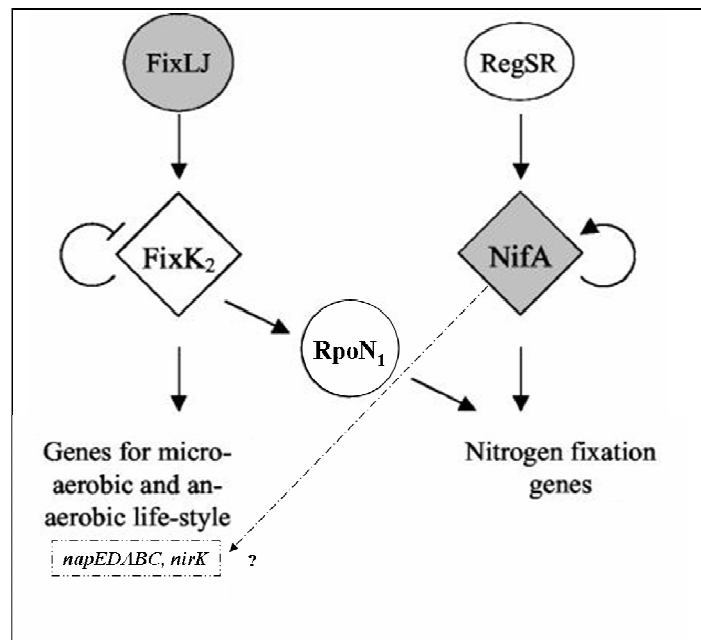 FixLJ
RegSR
FixK₂
NifA
RpoN₁
Genes for micro-
aerobic and an-
aerobic life-style
Nitrogen fixation
genes
napEDABC, nirK ?